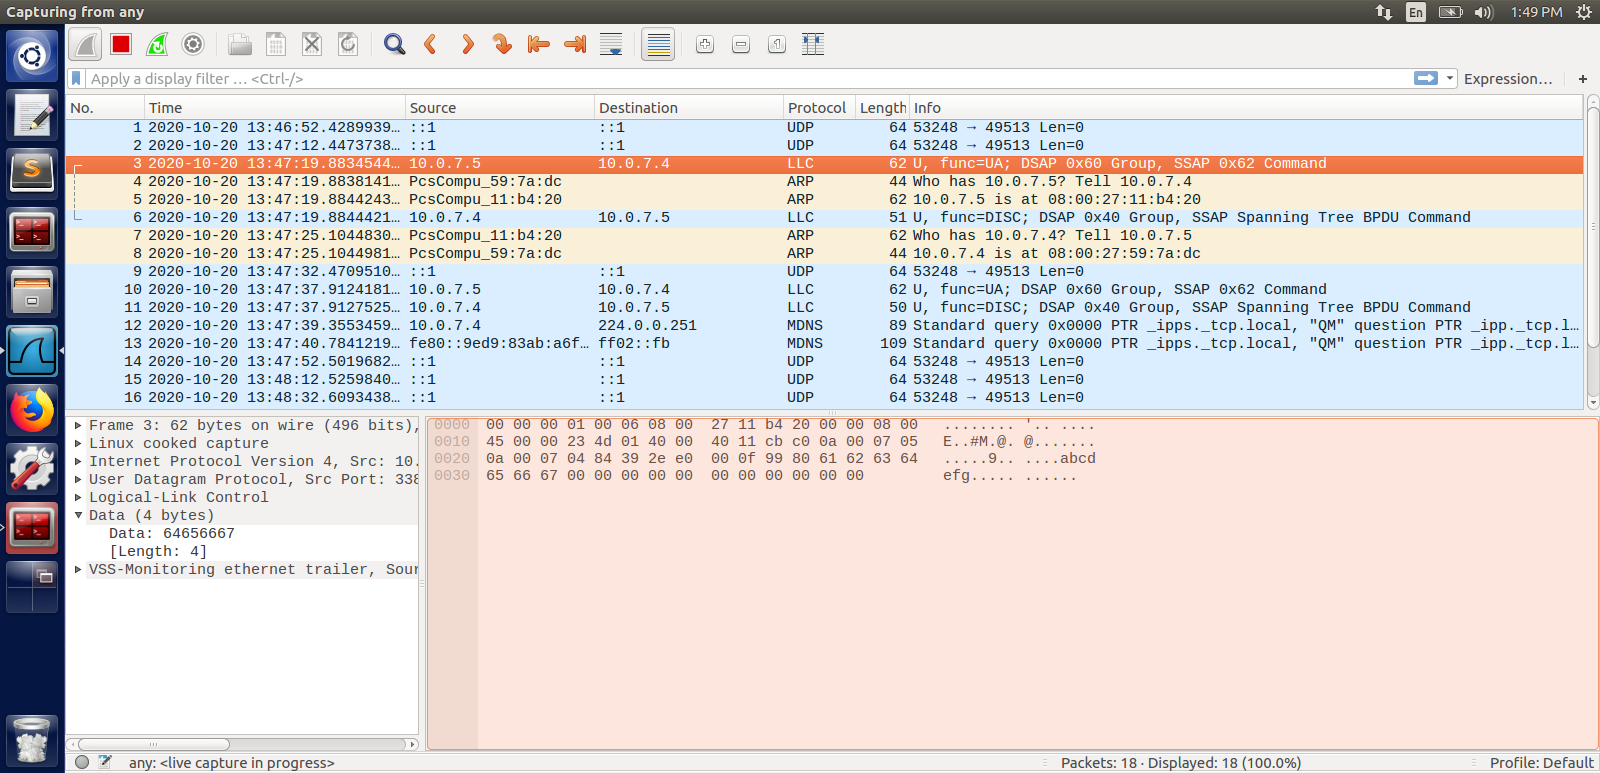 Capturing from any
En
1:49 PM
Apply a display filter … <Ctrl-/>
Expression…
+
No. Time Source Destination Protocol Length Info
1 2020-10-20 13:46:52.4289939… ::1 ::1 UDP 64 53248 → 49513 Len=0
2 2020-10-20 13:47:12.4473738… ::1 ::1 UDP 64 53248 → 49513 Len=0
3 2020-10-20 13:47:19.8834544… 10.0.7.5 10.0.7.4 LLC 62 U, func=UA; DSAP 0x60 Group, SSAP 0x62 Command
4 2020-10-20 13:47:19.8838141… PcsCompu_59:7a:dc ARP 44 Who has 10.0.7.5? Tell 10.0.7.4
5 2020-10-20 13:47:19.8844243… PcsCompu_11:b4:20 ARP 62 10.0.7.5 is at 08:00:27:11:b4:20
6 2020-10-20 13:47:19.8844421… 10.0.7.4 10.0.7.5 LLC 51 U, func=DISC; DSAP 0x40 Group, SSAP Spanning Tree BPDU Command
7 2020-10-20 13:47:25.1044830… PcsCompu_11:b4:20 ARP 62 Who has 10.0.7.4? Tell 10.0.7.5
8 2020-10-20 13:47:25.1044981… PcsCompu_59:7a:dc ARP 44 10.0.7.4 is at 08:00:27:59:7a:dc
9 2020-10-20 13:47:32.4709510… ::1 ::1 UDP 64 53248 → 49513 Len=0
10 2020-10-20 13:47:37.9124181… 10.0.7.5 10.0.7.4 LLC 62 U, func=UA; DSAP 0x60 Group, SSAP 0x62 Command
11 2020-10-20 13:47:37.9127525… 10.0.7.4 10.0.7.5 LLC 50 U, func=DISC; DSAP 0x40 Group, SSAP Spanning Tree BPDU Command
12 2020-10-20 13:47:39.3553459… 10.0.7.4 224.0.0.251 MDNS 89 Standard query 0x0000 PTR _ipps._tcp.local, "QM" question PTR _ipp._tcp.l…
13 2020-10-20 13:47:40.7841219… fe80::9ed9:83ab:a6f… ff02::fb MDNS 109 Standard query 0x0000 PTR _ipps._tcp.local, "QM" question PTR _ipp._tcp.l…
14 2020-10-20 13:47:52.5019682… ::1 ::1 UDP 64 53248 → 49513 Len=0
15 2020-10-20 13:48:12.5259840… ::1 ::1 UDP 64 53248 → 49513 Len=0
16 2020-10-20 13:48:32.6093438… ::1 ::1 UDP 64 53248 → 49513 Len=0
Frame 3: 62 bytes on wire (496 bits),
Linux cooked capture
Internet Protocol Version 4, Src: 10.
User Datagram Protocol, Src Port: 338
Logical-Link Control
Data (4 bytes)
Data: 64656667
[Length: 4]
VSS-Monitoring ethernet trailer, Sour
0000 00 00 00 01 00 06 08 00 27 11 b4 20 00 00 08 00 ........ '.. ....
0010 45 00 00 23 4d 01 40 00 40 11 cb c0 0a 00 07 05 E..#M.@. @.......
0020 0a 00 07 04 84 39 2e e0 00 0f 99 80 61 62 63 64 .....9.. ....abcd
0030 65 66 67 00 00 00 00 00 00 00 00 00 00 00 efg..... ......
any: <live capture in progress>
Packets: 18 · Displayed: 18 (100.0%)
Profile: Default